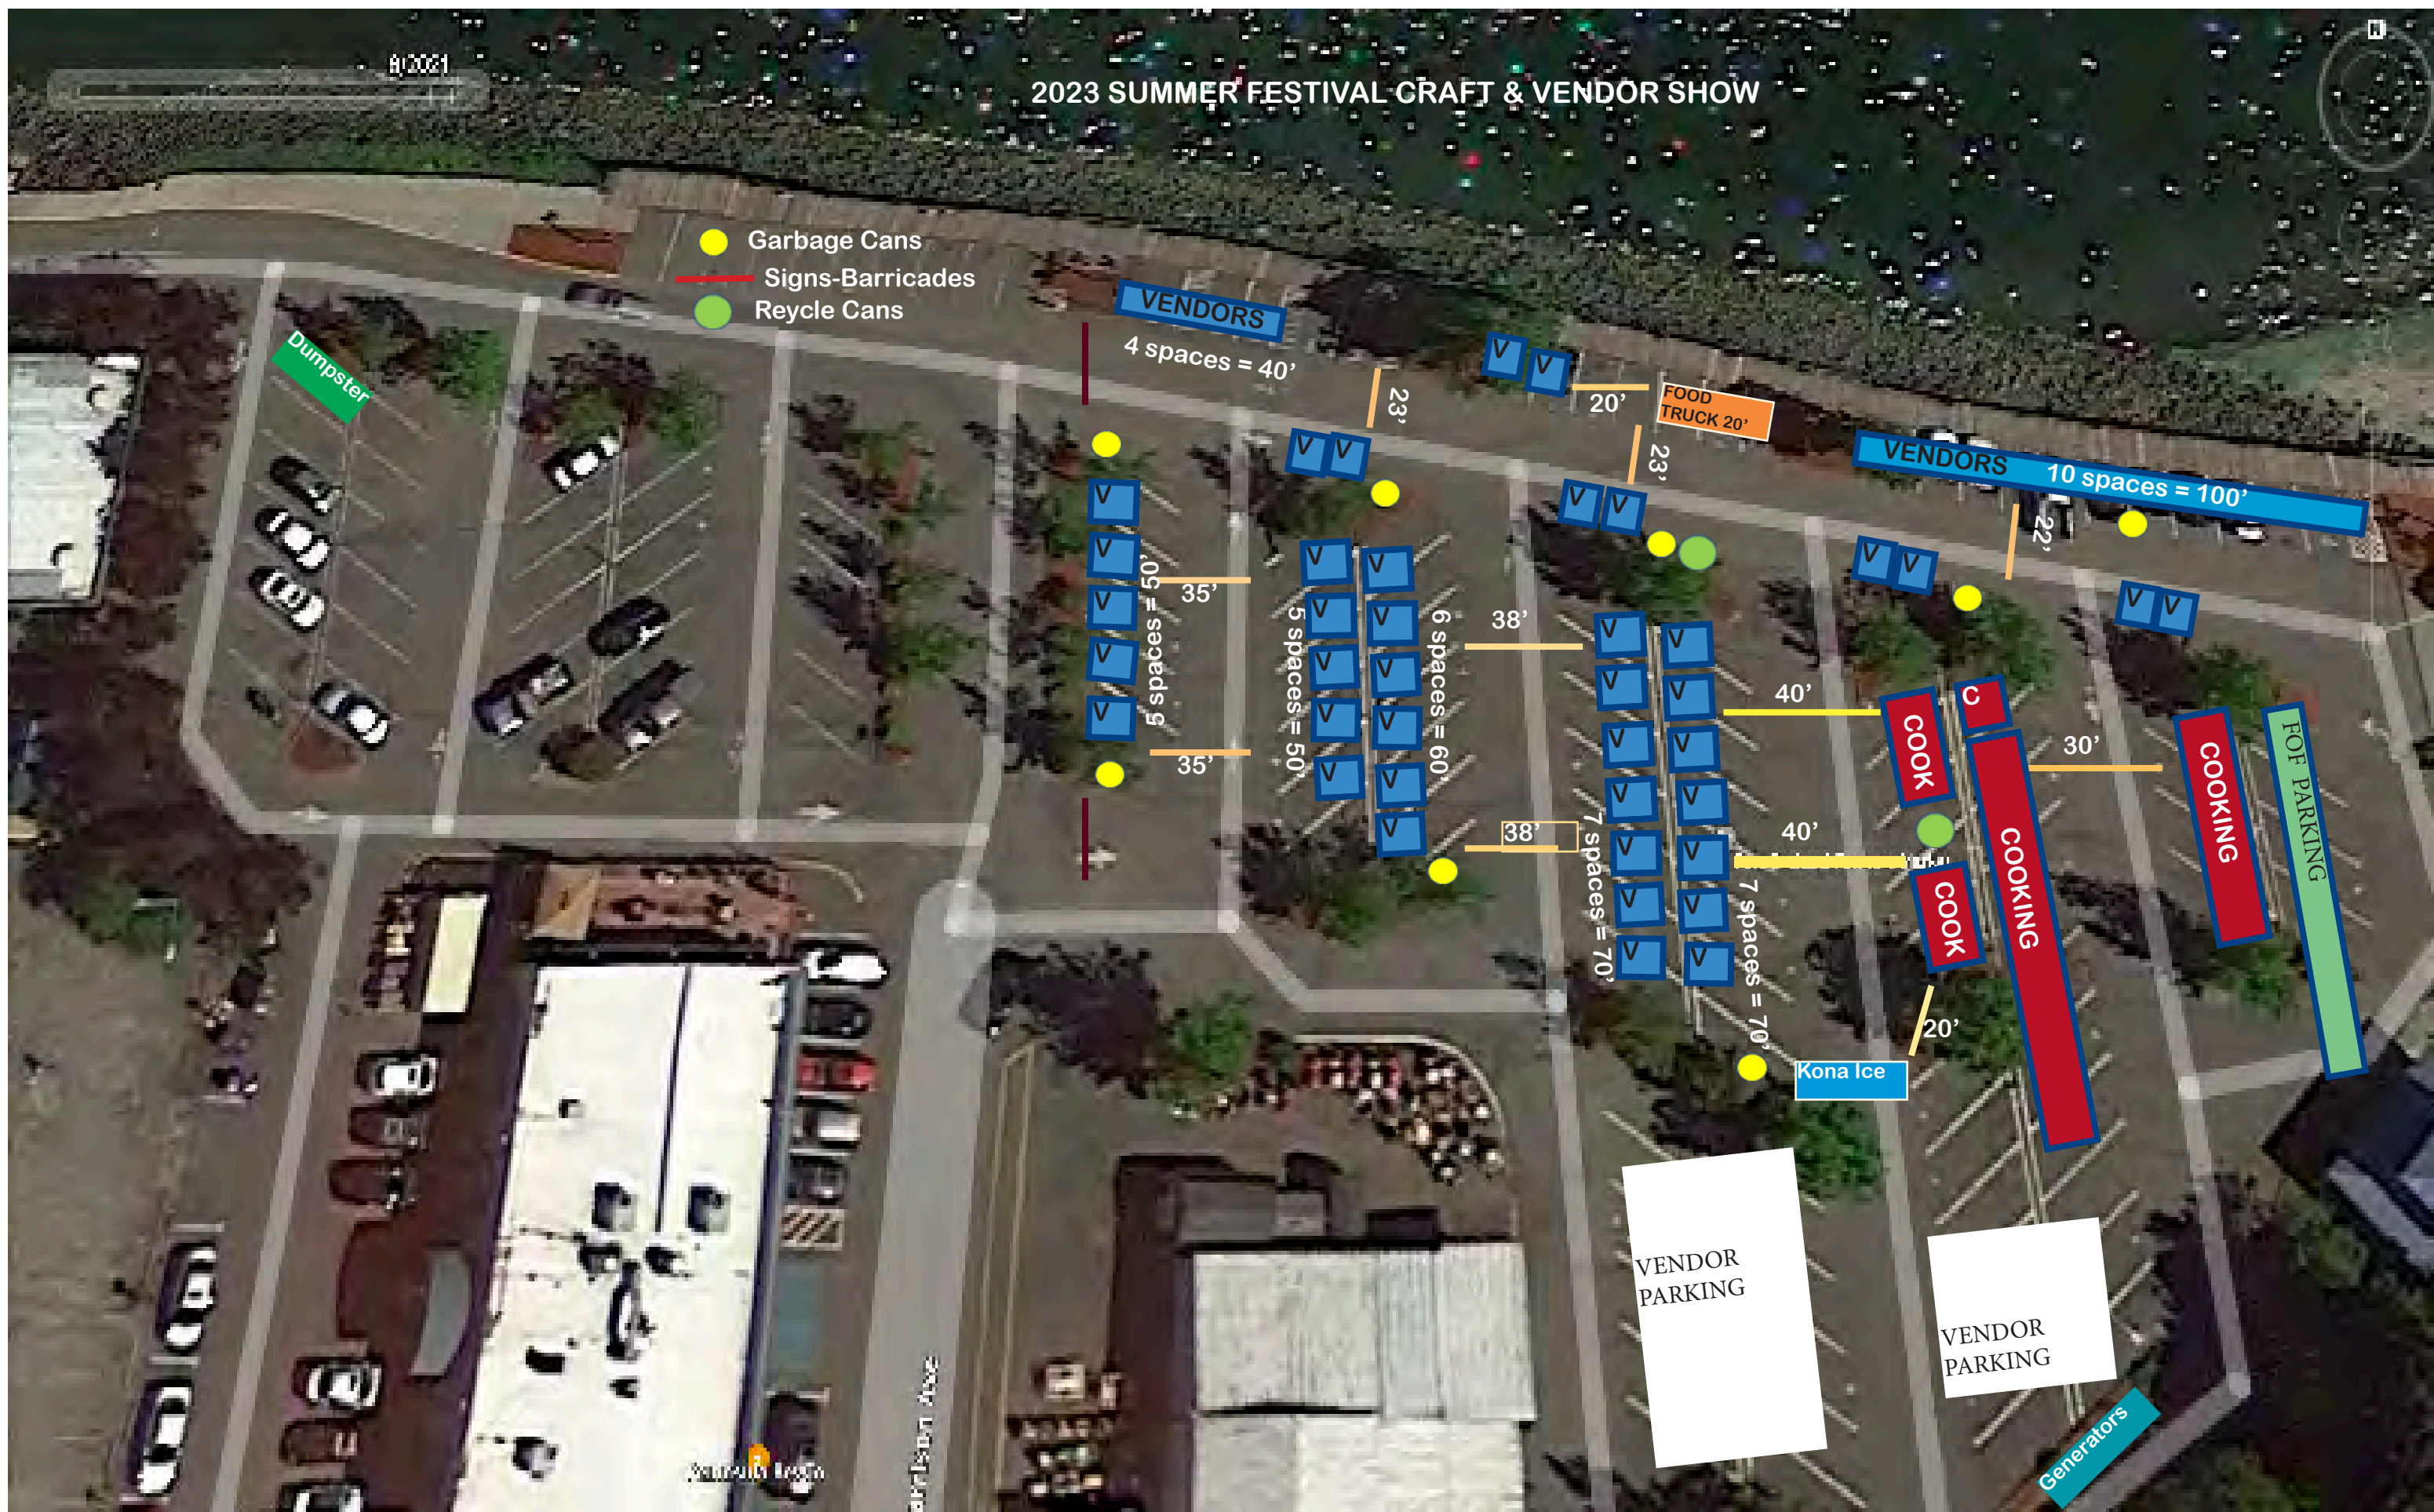 8/2021
2023 SUMMER FESTIVAL CRAFT & VENDOR SHOW
N
Garbage Cans
Signs-Barricades
Reycle Cans
Dumpster
VENDORS
4 spaces = 40’
23’
V
V
20’
FOOD
TRUCK 20’
23’
VENDORS
10 spaces = 100’
22’
V
V
V
V
V
V
V
V
V
V
V
V
V
5 spaces = 50’
35’
35’
V
V
V
V
V
5 spaces = 50’
V
V
V
V
V
V
6 spaces = 60’
38’
38’
V
V
V
V
V
V
V
7 spaces = 70’
V
V
V
V
V
V
V
7 spaces = 70’
40’
40’
COOK
C
COOKING
COOK
30’
COOKING
FOF PARKING
20’
Kona Ice
VENDOR
PARKING
VENDOR
PARKING
Generators